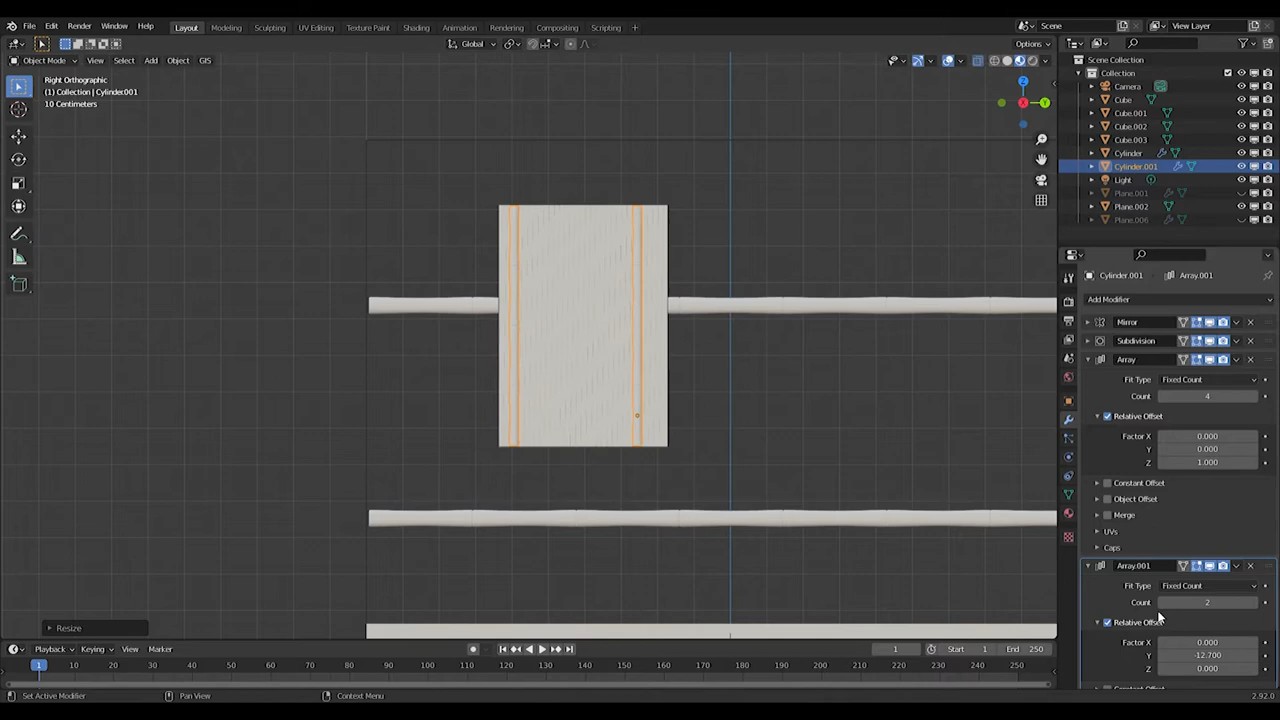 File Edit Render Window Help Layout Modeling Sculpting UV Editing Texture Paint Shading Animation Rendering Compositing Scripting Scene View Layer
Global Options
Object Mode View Select Add Object GIS
Right Orthographic
(1) Collection | Cylinder.001
10 Centimeters
Z
Y
Scene Collection
Collection
Camera
Cube
Cube.001
Cube.002
Cube.003
Cylinder
Cylinder.001
Light
Plane.001
Plane.002
Plane.006
Cylinder.001 Array.001
Add Modifier
Mirror
Subdivision
Array
Fit Type Fixed Count
Count 4
Relative Offset
Factor X 0.000
Y 0.000
Z 1.000
Constant Offset
Object Offset
Merge
UVs
Caps
Array.001
Fit Type Fixed Count
Count 2
Relative Offset
Factor X 0.000
Y -12.700
Z 0.000
Resize
Playback Keying View Marker 1 Start 1 End 250
1 10 20 30 40 50 60 70 80 90 100 110 120 130 140 150 160 170 180 190 200 210 220 230 240 250
Set Active Modifier Pan View Context Menu 2.92.0